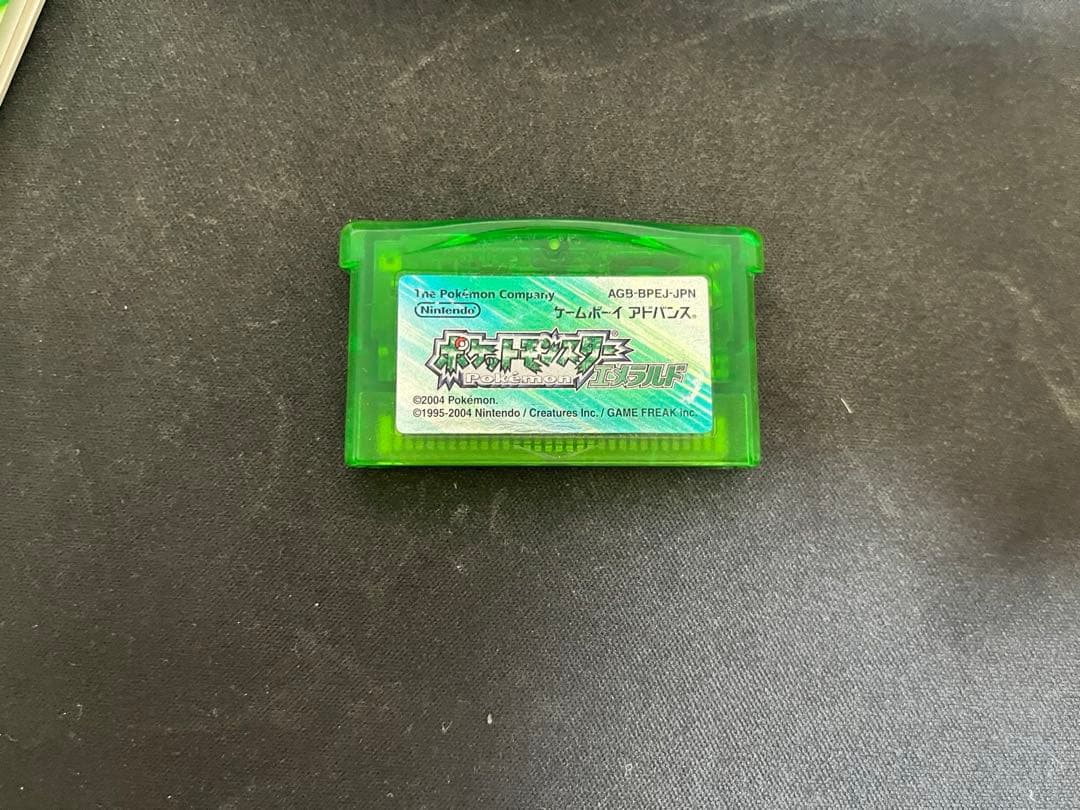 The Pokémon Company AGB-BPEJ-JPN
Nintendo ゲームボーイ アドバンス®
ポケットモンスター®
Pokémon エメラルド
©2004 Pokémon.
©1995-2004 Nintendo / Creatures Inc. / GAME FREAK inc.